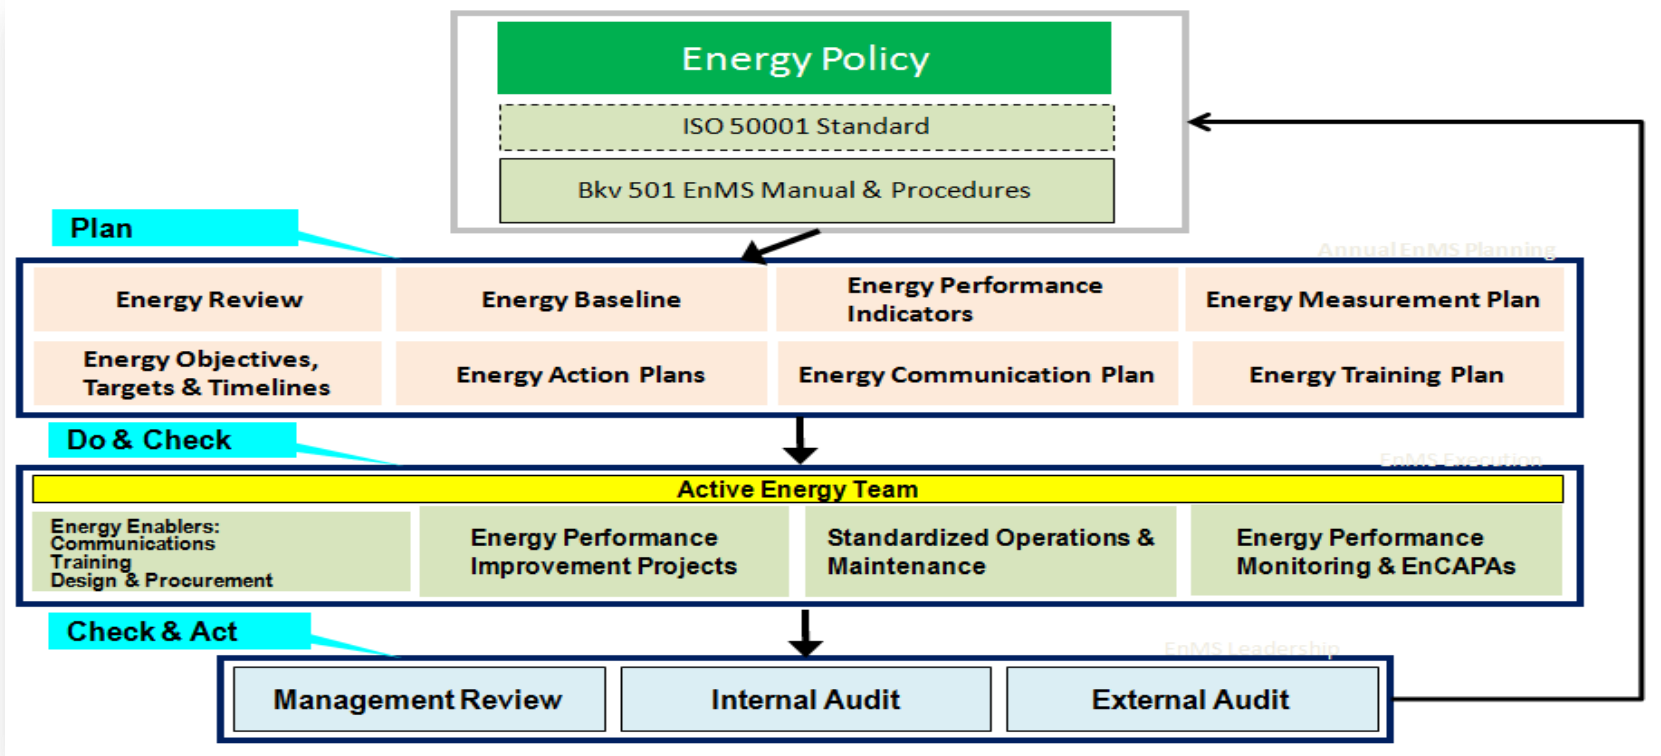 Energy Policy
ISO 50001 Standard
Bkv 501 EnMS Manual & Procedures
Plan
Annual EnMS Planning
Energy Review
Energy Baseline
Energy Performance
Indicators
Energy Measurement Plan
Energy Objectives,
Targets & Timelines
Energy Action Plans
Energy Communication Plan
Energy Training Plan
Do & Check
EnMS Execution
Active Energy Team
Energy Enablers:
Communications
Training
Design & Procurement
Energy Performance
Improvement Projects
Standardized Operations &
Maintenance
Energy Performance
Monitoring & EnCAPAs
Check & Act
EnMS Leadership
Management Review
Internal Audit
External Audit